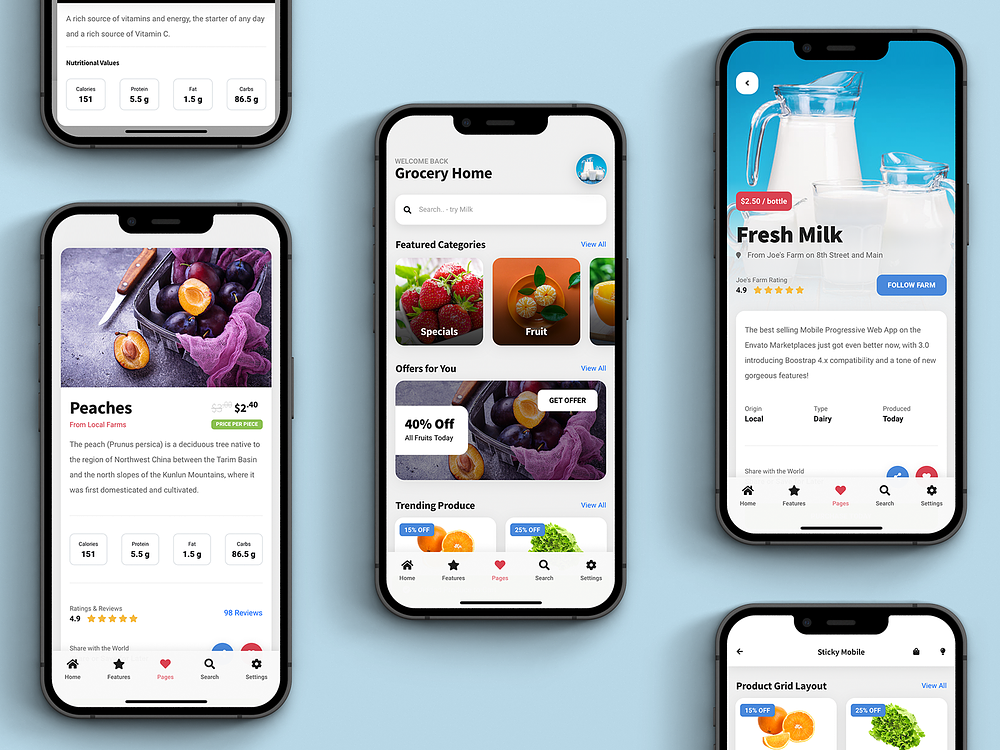 A rich source of vitamins and energy, the starter of any day
and a rich source of Vitamin C.
Nutritional Values
Calories
151
Protein
5.5 g
Fat
1.5 g
Carbs
86.5 g
Peaches
$3.00 $2.40
From Local Farms
PRICE PER PIECE
The peach (Prunus persica) is a deciduous tree native to
the region of Northwest China between the Tarim Basin
and the north slopes of the Kunlun Mountains, where it
was first domesticated and cultivated.
Calories
151
Protein
5.5 g
Fat
1.5 g
Carbs
86.5 g
Ratings & Reviews
4.9
98 Reviews
Share with the World
Home
Features
Pages
Search
Settings
WELCOME BACK
Grocery Home
Search.. - try Milk
Featured Categories
View All
Specials
Fruit
Offers for You
View All
GET OFFER
40% Off
All Fruits Today
Trending Produce
View All
15% OFF
25% OFF
Home
Features
Pages
Search
Settings
$2.50 / bottle
Fresh Milk
From Joe's Farm on 8th Street and Main
Joe's Farm Rating
4.9
FOLLOW FARM
The best selling Mobile Progressive Web App on the
Envato Marketplaces just got even better now, with 3.0
introducing Boostrap 4.x compatibility and a tone of new
gorgeous features!
Origin
Local
Type
Dairy
Produced
Today
Share with the World
Home
Features
Pages
Search
Settings
Sticky Mobile
Product Grid Layout
View All
15% OFF
25% OFF